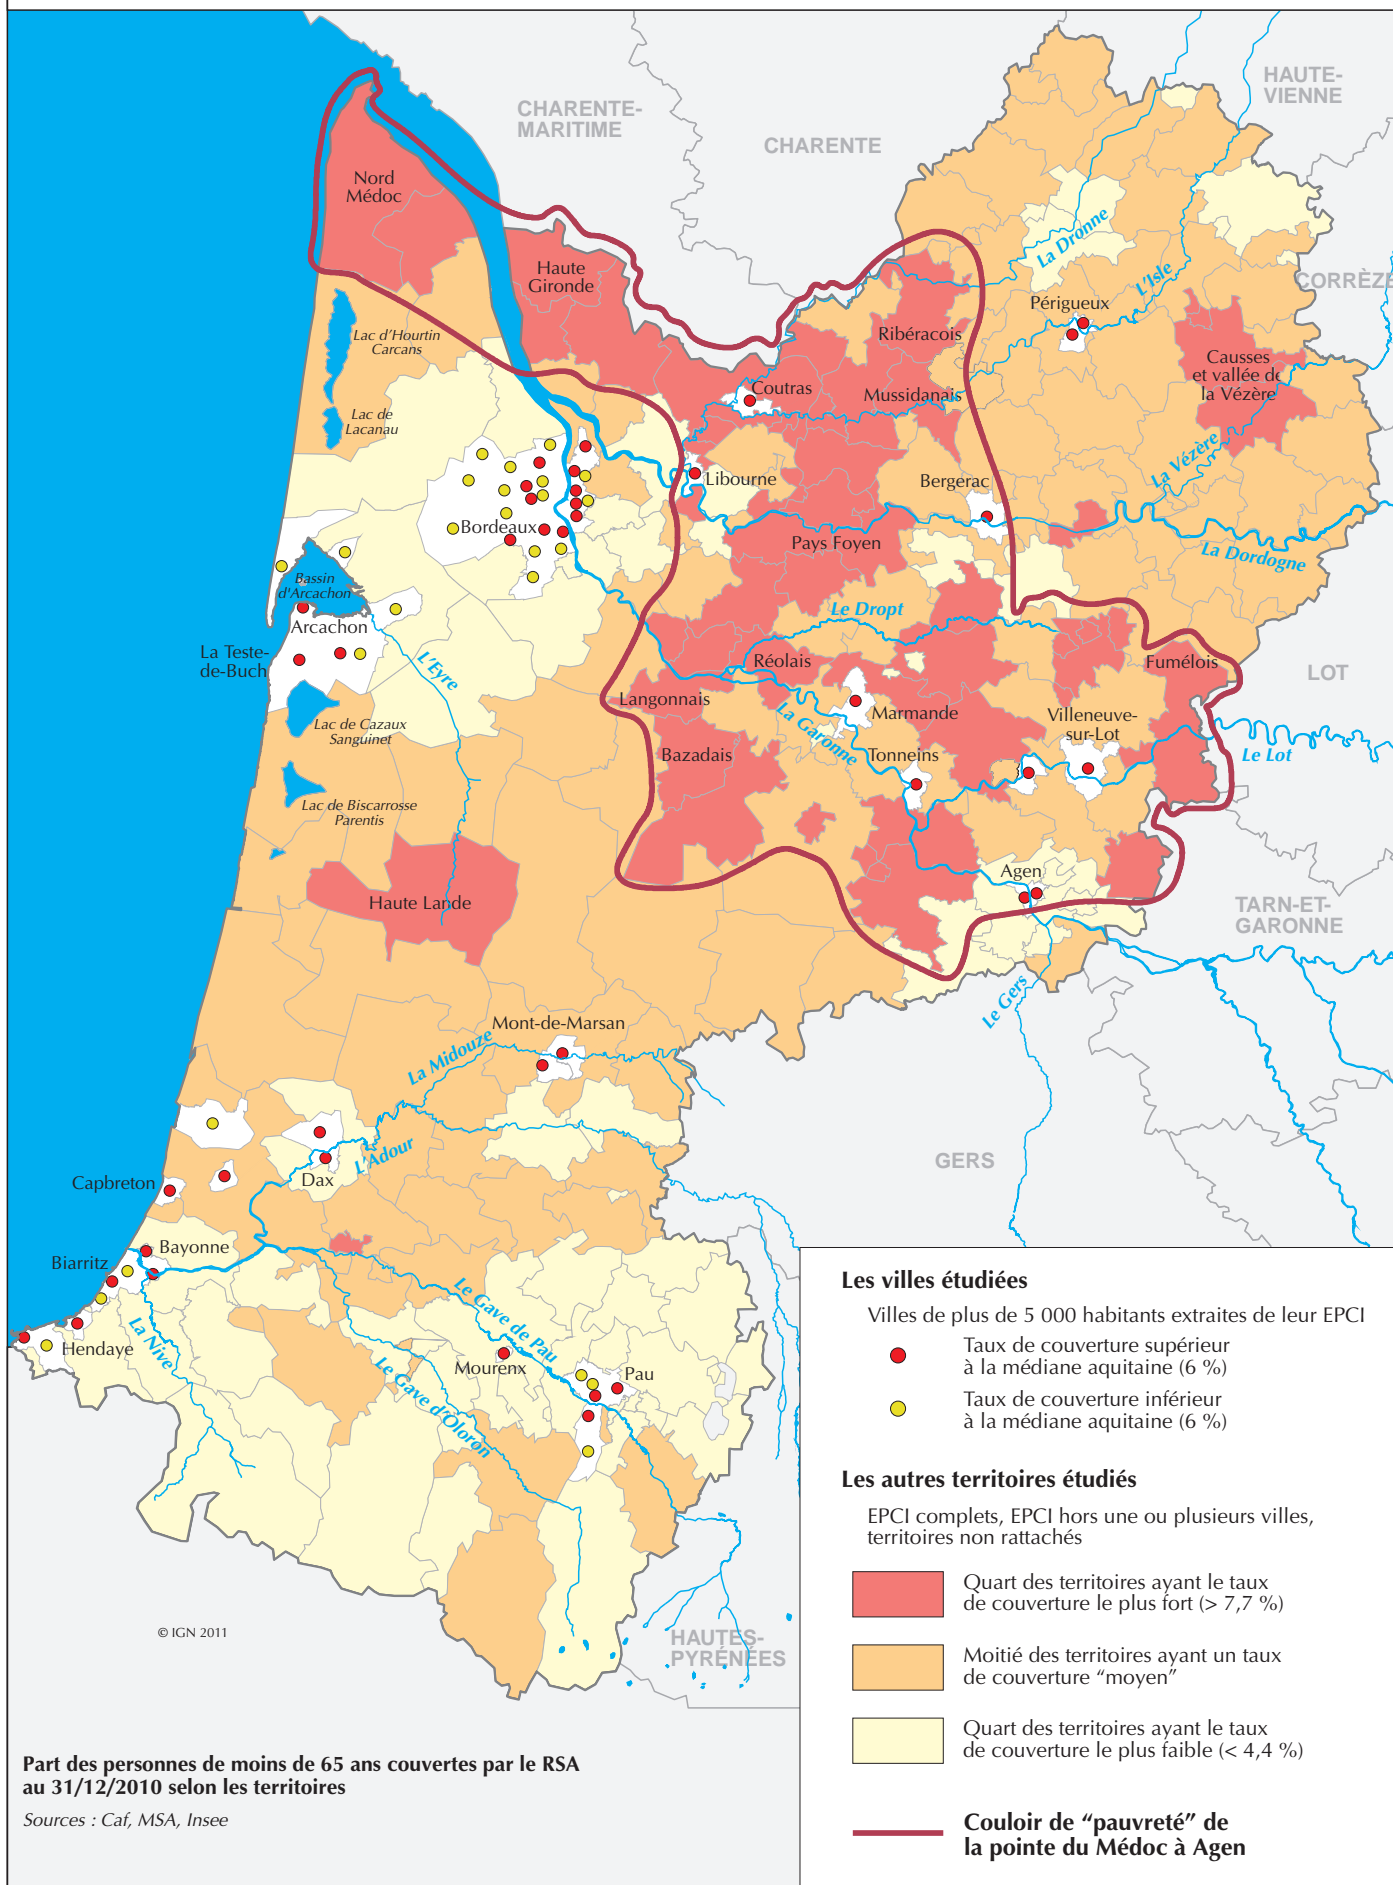 CHARENTE-
MARITIME
CHARENTE
HAUTE-
VIENNE
CORRÈZE
LOT
TARN-ET-
GARONNE
GERS
HAUTES-
PYRÉNÉES
Nord
Médoc
Haute
Gironde
Lac d'Hourtin
Carcans
Lac de
Lacanau
Ribéracois
Coutras
Mussidanais
Périgueux
La Dronne
L'Isle
Causses
et vallée de
la Vézère
La Vézère
Libourne
Bergerac
Bordeaux
Pays Foyen
La Dordogne
Bassin
d'Arcachon
Arcachon
La Teste-
de-Buch
L'Eyre
Le Dropt
Réolais
Fumélois
Langonnais
La Garonne
Marmande
Villeneuve-
sur-Lot
Le Lot
Lac de Cazaux
Sanguinet
Bazadais
Tonneins
Lac de Biscarrosse
Parentis
Haute Lande
Agen
Le Gers
Mont-de-Marsan
La Midouze
L'Adour
Dax
Capbreton
Bayonne
Biarritz
Hendaye
La Nive
Le Gave de Pau
Mourenx
Pau
Le Gave d'Oloron
© IGN 2011
Part des personnes de moins de 65 ans couvertes par le RSA
au 31/12/2010 selon les territoires
Sources : Caf, MSA, Insee
Les villes étudiées
Villes de plus de 5 000 habitants extraites de leur EPCI
Taux de couverture supérieur
à la médiane aquitaine (6 %)
Taux de couverture inférieur
à la médiane aquitaine (6 %)
Les autres territoires étudiés
EPCI complets, EPCI hors une ou plusieurs villes,
territoires non rattachés
Quart des territoires ayant le taux
de couverture le plus fort (> 7,7 %)
Moitié des territoires ayant un taux
de couverture “moyen”
Quart des territoires ayant le taux
de couverture le plus faible (< 4,4 %)
Couloir de “pauvreté” de
la pointe du Médoc à Agen